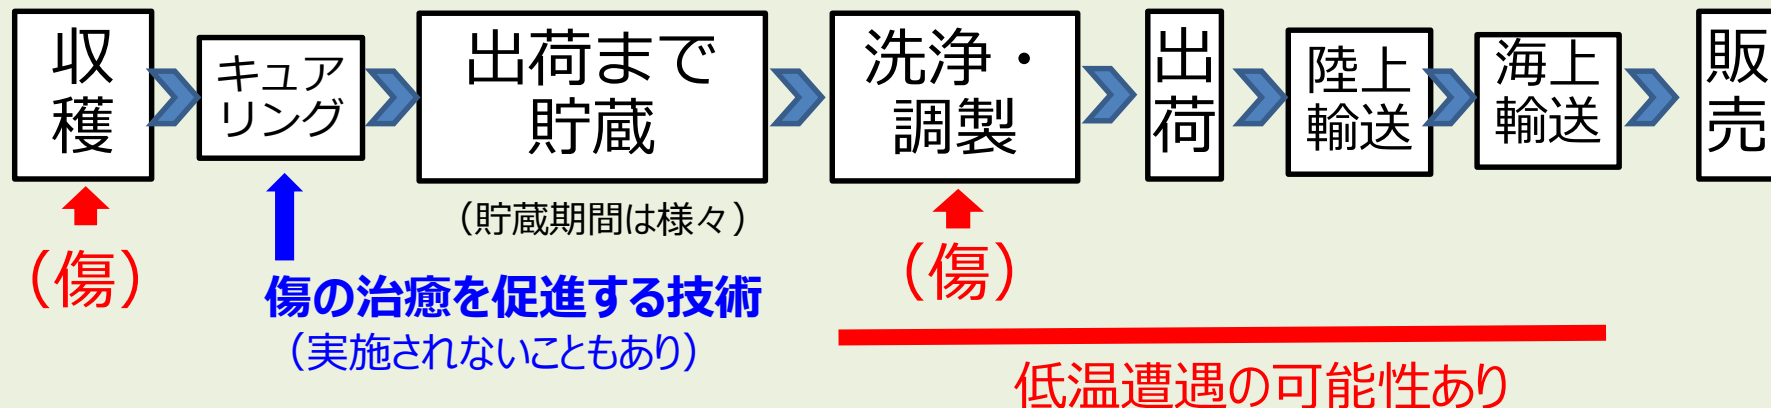 収
穫
キュア
リング
出荷まで
貯蔵
洗浄・
調製
出
荷
陸上
輸送
海上
輸送
販
売
（貯蔵期間は様々）
（傷）
（傷）
傷の治癒を促進する技術
（実施されないこともあり）
低温遭遇の可能性あり